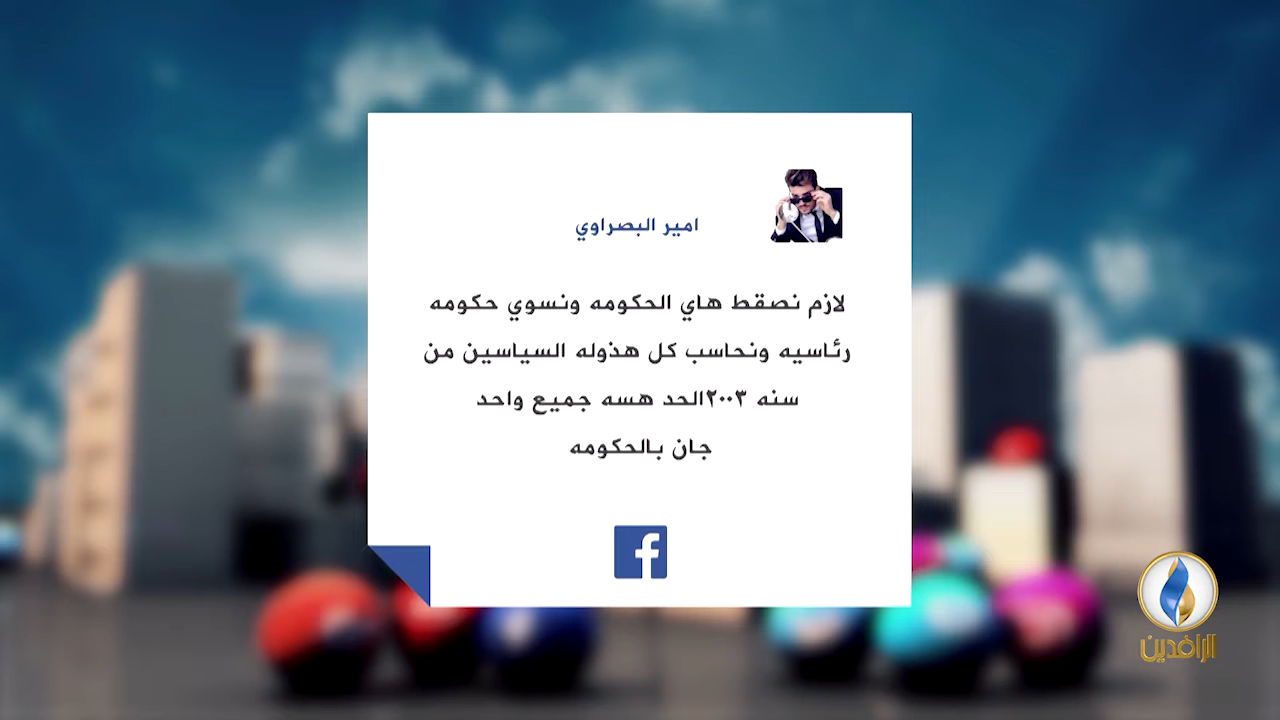 امير البصراوي
لازم نصقط هاي الحكومه ونسوي حكومه
رئاسيه ونحاسب كل هذوله السياسين من
سنه ٢٠٠٣الحد هسه جميع واحد
جان بالحكومه
f
الرافدين